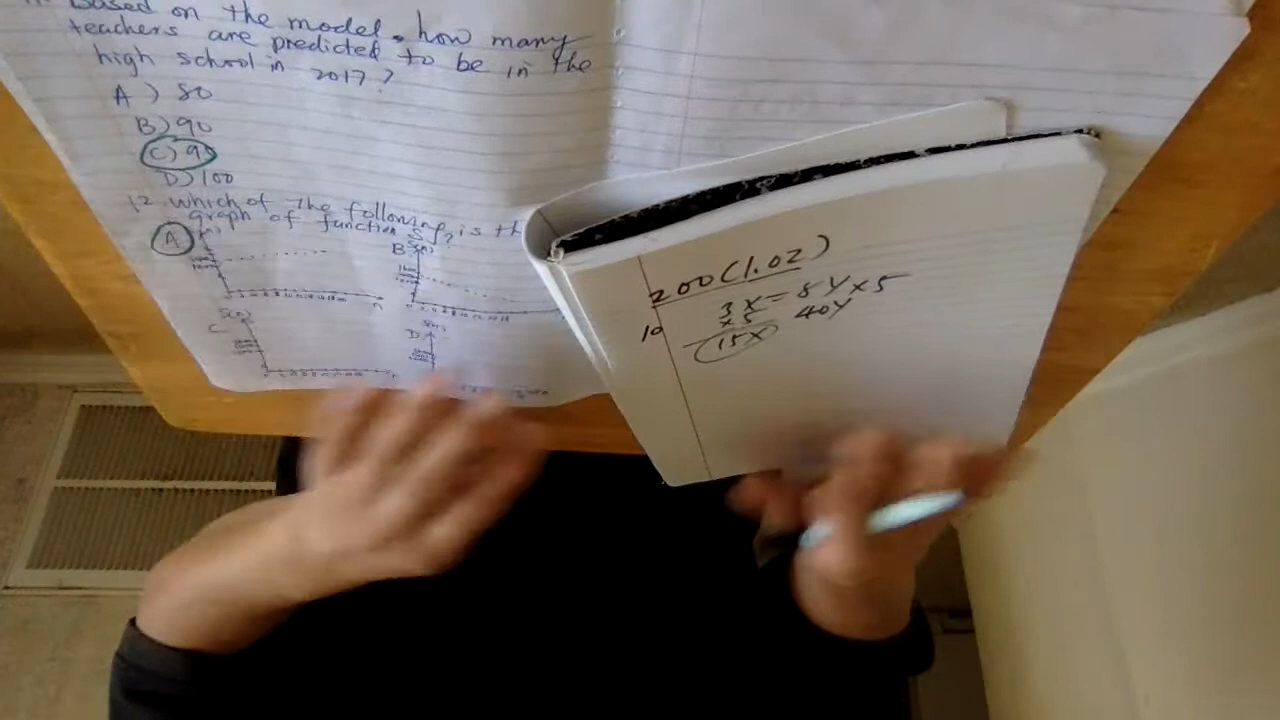 Based on the model, how many
teachers are predicted to be in the
high school in 2017?
A) 80
B) 90
C) 95
D) 100
12. Which of the following is th
graph of function S?
A
B S(n)
n
C S(n)
D S(n)
200(1.02)
3x = 8y x 5
x5 40y
10
15x